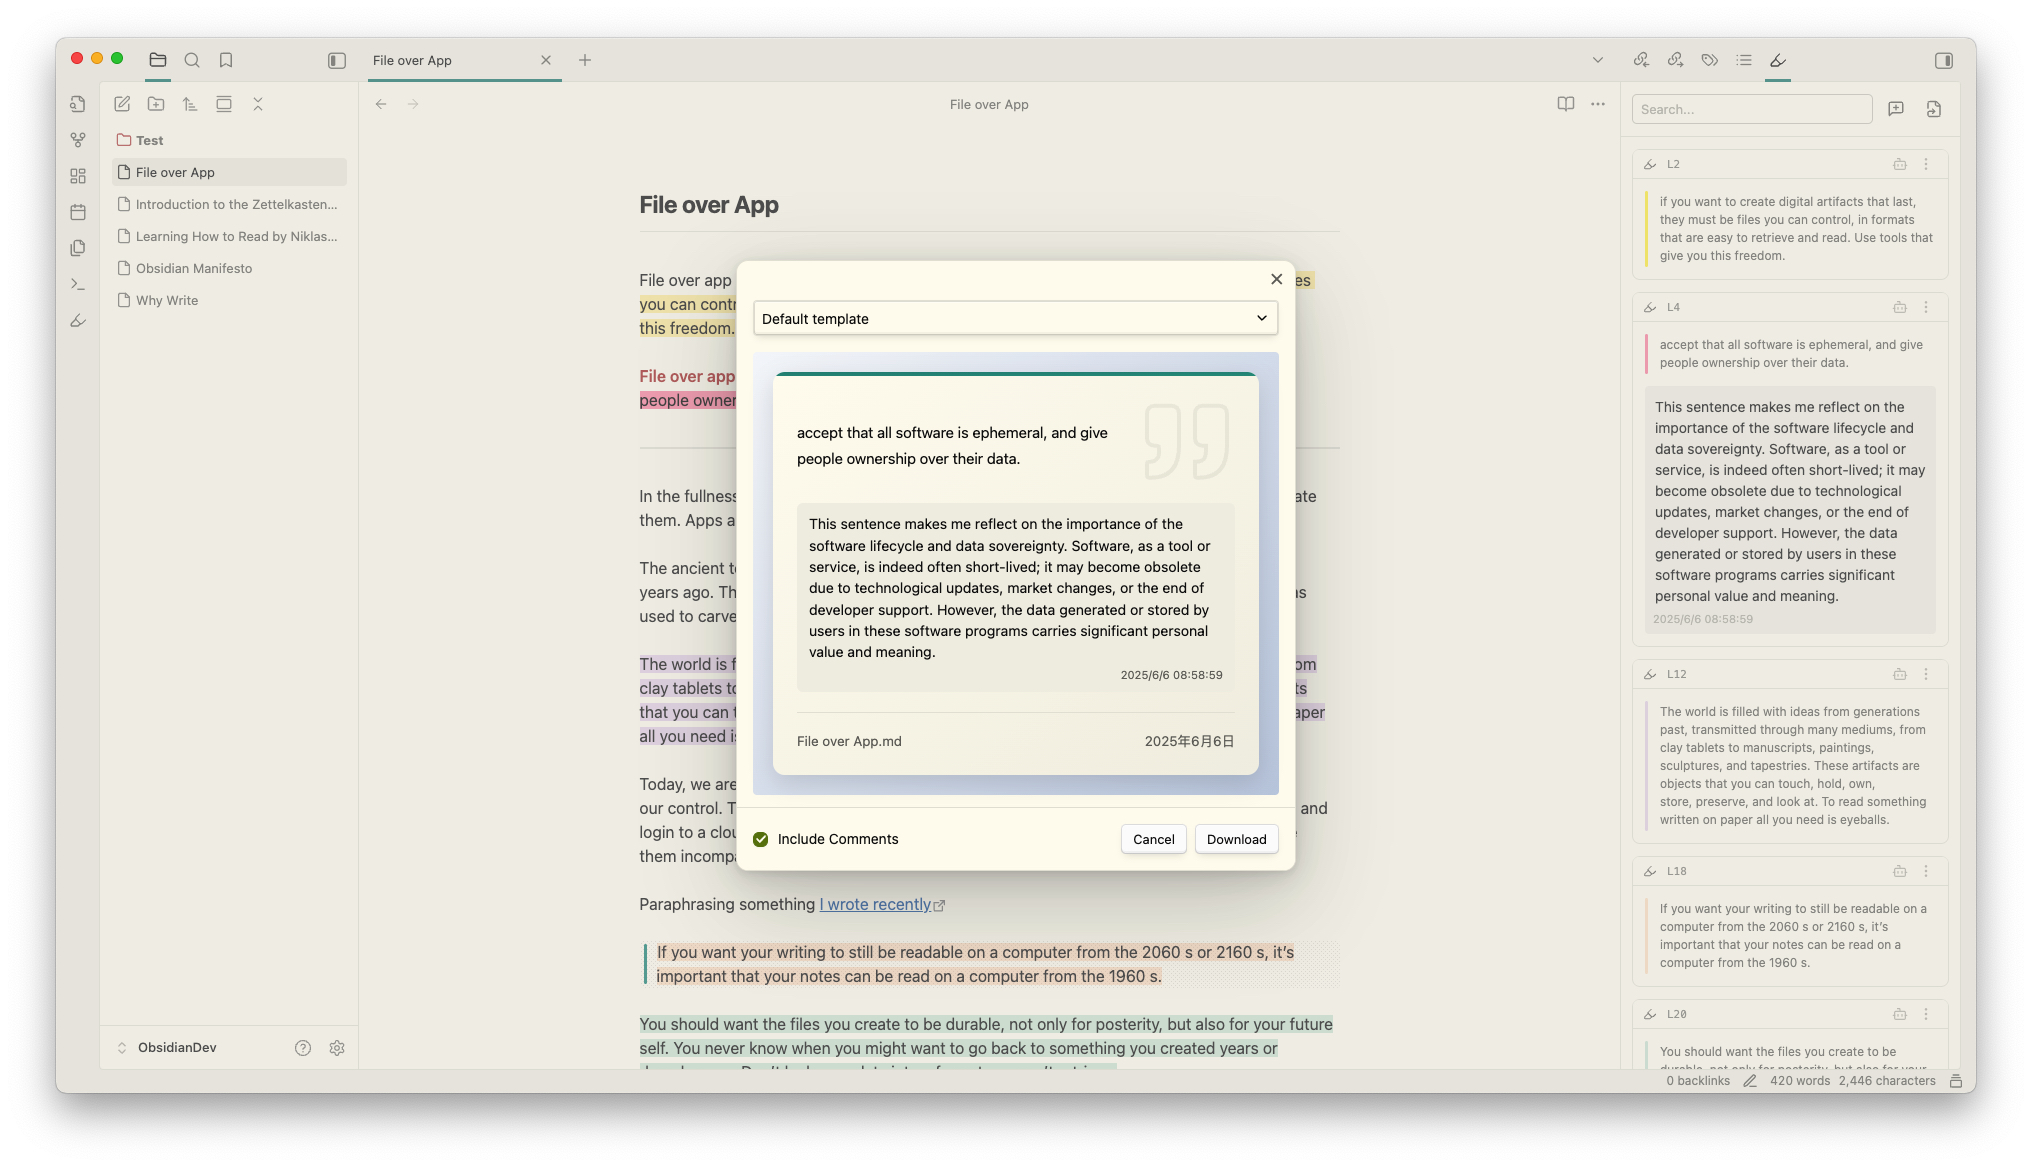 File over App
Test
File over App
Introduction to the Zettelkasten...
Learning How to Read by Niklas...
Obsidian Manifesto
Why Write
ObsidianDev
File over App
File over App
File over app
es
you can contr
this freedom.
File over app
people owner
In the fullness
ate
them. Apps a
The ancient te
years ago. Th
as
used to carve
The world is f
om
clay tablets to
ts
that you can t
aper
all you need is
Today, we are
our control. T
and
login to a clou
them incompa
Paraphrasing something I wrote recently
If you want your writing to still be readable on a computer from the 2060 s or 2160 s, it’s
important that your notes can be read on a computer from the 1960 s.
You should want the files you create to be durable, not only for posterity, but also for your future
self. You never know when you might want to go back to something you created years or
Default template
accept that all software is ephemeral, and give
people ownership over their data.
This sentence makes me reflect on the importance of the
software lifecycle and data sovereignty. Software, as a tool or
service, is indeed often short-lived; it may become obsolete
due to technological updates, market changes, or the end of
developer support. However, the data generated or stored by
users in these software programs carries significant personal
value and meaning.
2025/6/6 08:58:59
File over App.md
2025年6月6日
Include Comments
Cancel
Download
Search...
L2
if you want to create digital artifacts that last,
they must be files you can control, in formats
that are easy to retrieve and read. Use tools that
give you this freedom.
L4
accept that all software is ephemeral, and give
people ownership over their data.
This sentence makes me reflect on the
importance of the software lifecycle and
data sovereignty. Software, as a tool or
service, is indeed often short-lived; it may
become obsolete due to technological
updates, market changes, or the end of
developer support. However, the data
generated or stored by users in these
software programs carries significant
personal value and meaning.
2025/6/6 08:58:59
L12
The world is filled with ideas from generations
past, transmitted through many mediums, from
clay tablets to manuscripts, paintings,
sculptures, and tapestries. These artifacts are
objects that you can touch, hold, own,
store, preserve, and look at. To read something
written on paper all you need is eyeballs.
L18
If you want your writing to still be readable on a
computer from the 2060 s or 2160 s, it’s
important that your notes can be read on a
computer from the 1960 s.
L20
You should want the files you create to be
durable, not only for posterity, but also for your
0 backlinks
420 words
2,446 characters